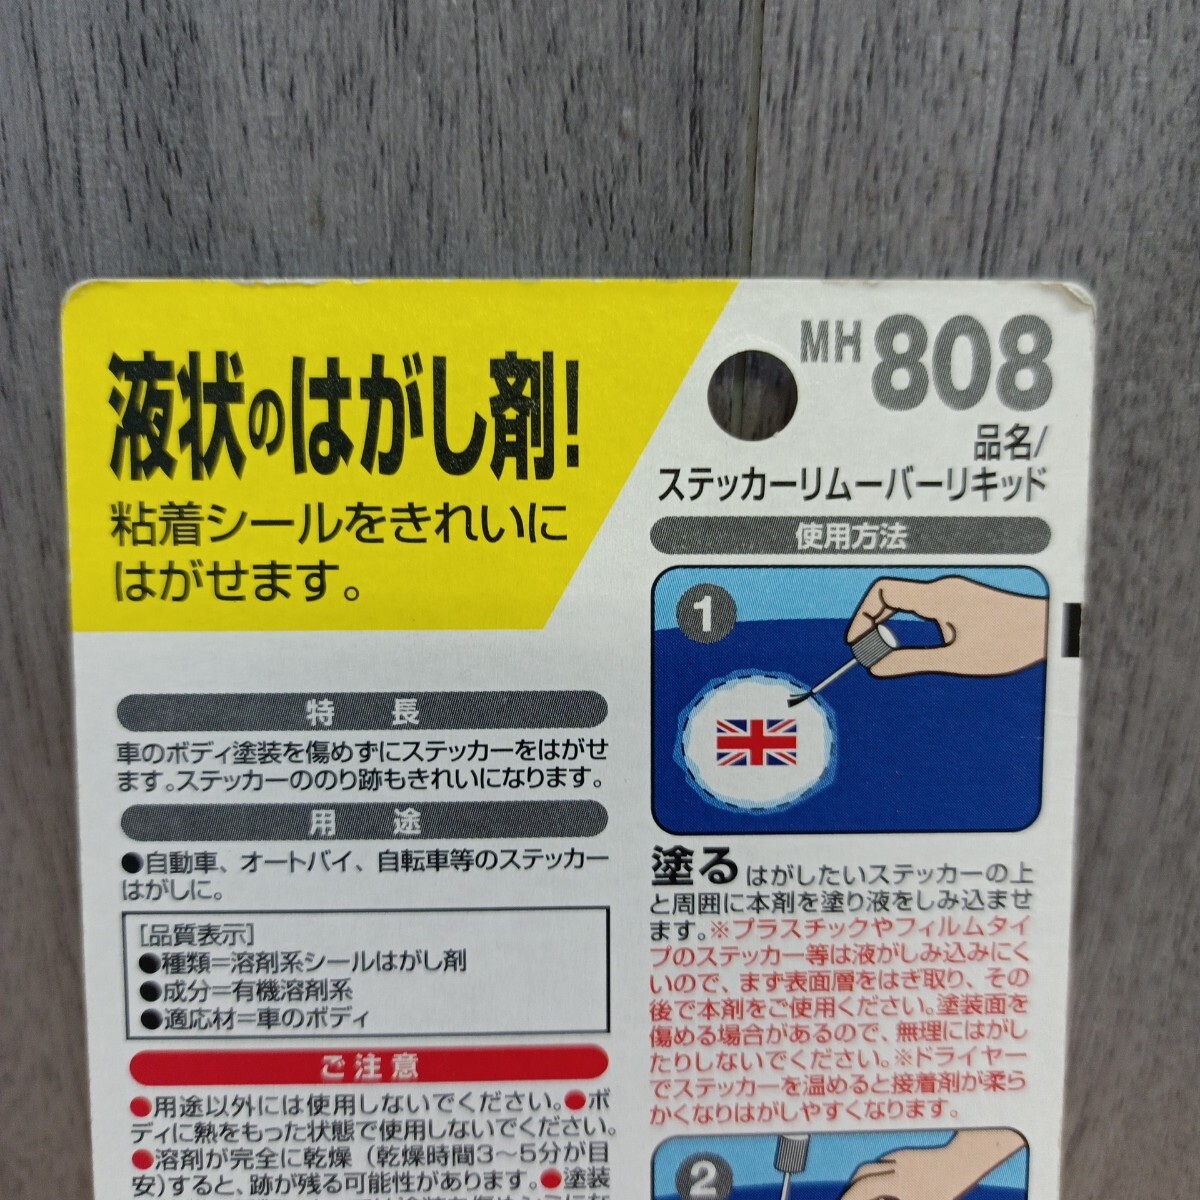 液状のはがし剤!
粘着シールをきれいに
はがせます。
特 長
車のボディ塗装を傷めずにステッカーをはがせ
ます。ステッカーののり跡もきれいになります。
用 途
●自動車、オートバイ、自転車等のステッカー
はがしに。
[品質表示]
●種類=溶剤系シールはがし剤
●成分=有機溶剤系
●適応材=車のボディ
ご注意
●用途以外には使用しないでください。●ボ
ディに熱をもった状態で使用しないでください。
●溶剤が完全に乾燥(乾燥時間3〜5分が目
安)すると、跡が残る可能性があります。●塗装
MH808
品名/
ステッカーリムーバーリキッド
使用方法
1
塗る はがしたいステッカーの上
と周囲に本剤を塗り液をしみ込ませ
ます。※プラスチックやフィルムタイ
プのステッカー等は液がしみ込みにく
いので、まず表面層をはぎ取り、その
後で本剤をご使用ください。塗装面を
傷める場合があるので、無理にはがし
たりしないでください。※ドライヤー
でステッカーを温めると接着剤が柔ら
かくなりはがしやすくなります。
2